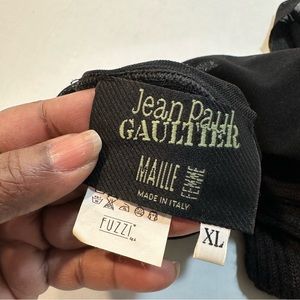 Jean Paul
GAULTIER
MAILLE
FEMME
MADE IN ITALY
FUZZI
XL